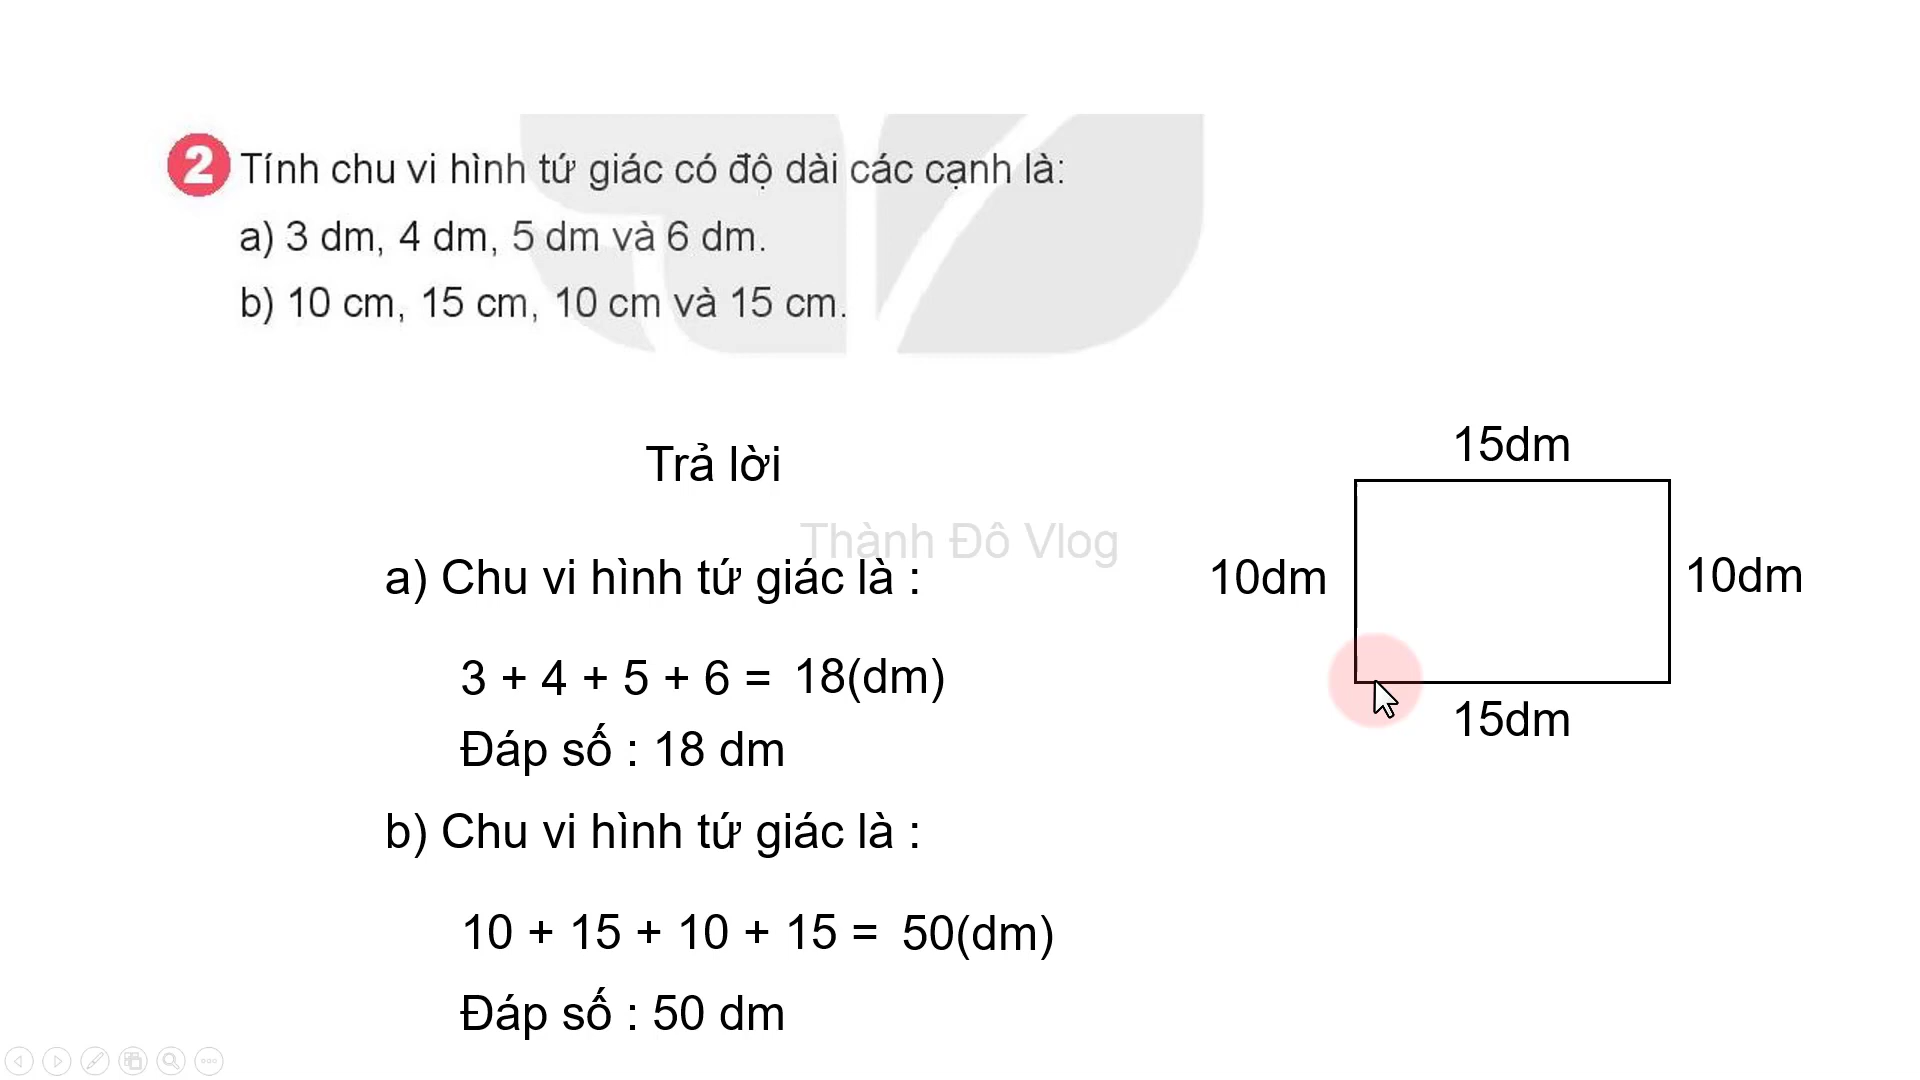 2 Tính chu vi hình tứ giác có độ dài các cạnh là:
a) 3 dm, 4 dm, 5 dm và 6 dm.
b) 10 cm, 15 cm, 10 cm và 15 cm.
Trả lời
Thành Đô Vlog
a) Chu vi hình tứ giác là :
3 + 4 + 5 + 6 = 18(dm)
Đáp số : 18 dm
b) Chu vi hình tứ giác là :
10 + 15 + 10 + 15 = 50(dm)
Đáp số : 50 dm
15dm
10dm
10dm
15dm